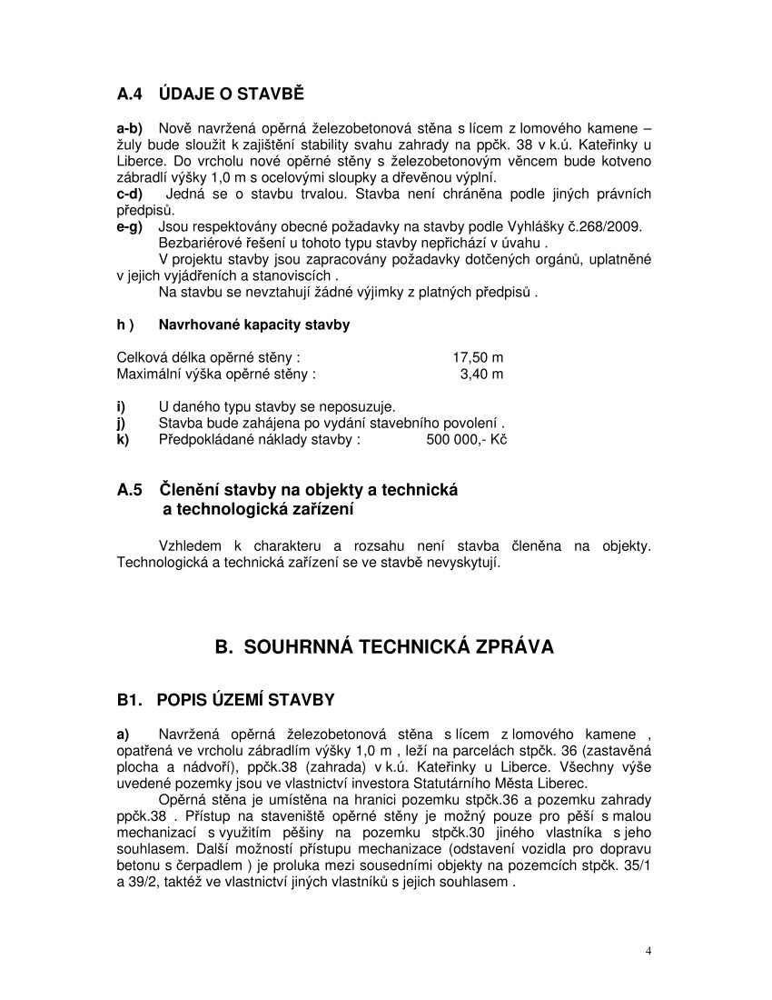 A.4 ÚDAJE O STAVBĚ
a-b) Nově navržená opěrná železobetonová stěna s lícem z lomového kamene –
žuly bude sloužit k zajištění stability svahu zahrady na ppčk. 38 v k.ú. Kateřinky u
Liberce. Do vrcholu nové opěrné stěny s železobetonovým věncem bude kotveno
zábradlí výšky 1,0 m s ocelovými sloupky a dřevěnou výplní.
c-d) Jedná se o stavbu trvalou. Stavba není chráněna podle jiných právních
předpisů.
e-g) Jsou respektovány obecné požadavky na stavby podle Vyhlášky č.268/2009.
Bezbariérové řešení u tohoto typu stavby nepřichází v úvahu .
V projektu stavby jsou zapracovány požadavky dotčených orgánů, uplatněné
v jejich vyjádřeních a stanoviscích .
Na stavbu se nevztahují žádné výjimky z platných předpisů .
h ) Navrhované kapacity stavby
Celková délka opěrné stěny : 17,50 m
Maximální výška opěrné stěny : 3,40 m
i) U daného typu stavby se neposuzuje.
j) Stavba bude zahájena po vydání stavebního povolení .
k) Předpokládané náklady stavby : 500 000,- Kč
A.5 Členění stavby na objekty a technická
a technologická zařízení
Vzhledem k charakteru a rozsahu není stavba členěna na objekty.
Technologická a technická zařízení se ve stavbě nevyskytují.
B. SOUHRNNÁ TECHNICKÁ ZPRÁVA
B1. POPIS ÚZEMÍ STAVBY
a) Navržená opěrná železobetonová stěna s lícem z lomového kamene ,
opatřená ve vrcholu zábradlím výšky 1,0 m , leží na parcelách stpčk. 36 (zastavěná
plocha a nádvoří), ppčk.38 (zahrada) v k.ú. Kateřinky u Liberce. Všechny výše
uvedené pozemky jsou ve vlastnictví investora Statutárního Města Liberec.
Opěrná stěna je umístěna na hranici pozemku stpčk.36 a pozemku zahrady
ppčk.38 . Přístup na staveniště opěrné stěny je možný pouze pro pěší s malou
mechanizací s využitím pěšiny na pozemku stpčk.30 jiného vlastníka s jeho
souhlasem. Další možností přístupu mechanizace (odstavení vozidla pro dopravu
betonu s čerpadlem ) je proluka mezi sousedními objekty na pozemcích stpčk. 35/1
a 39/2, taktéž ve vlastnictví jiných vlastníků s jejich souhlasem .
4